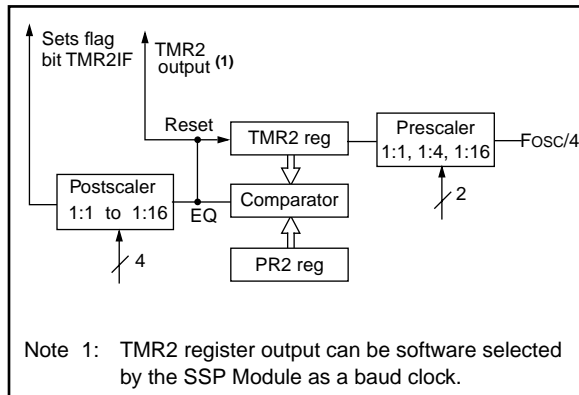 Sets flag
bit TMR2IF
TMR2
output (1)
Reset
TMR2 reg
Prescaler
1:1, 1:4, 1:16
FOSC/4
2
Postscaler
1:1 to 1:16
EQ
Comparator
4
PR2 reg
Note 1: TMR2 register output can be software selected
by the SSP Module as a baud clock.